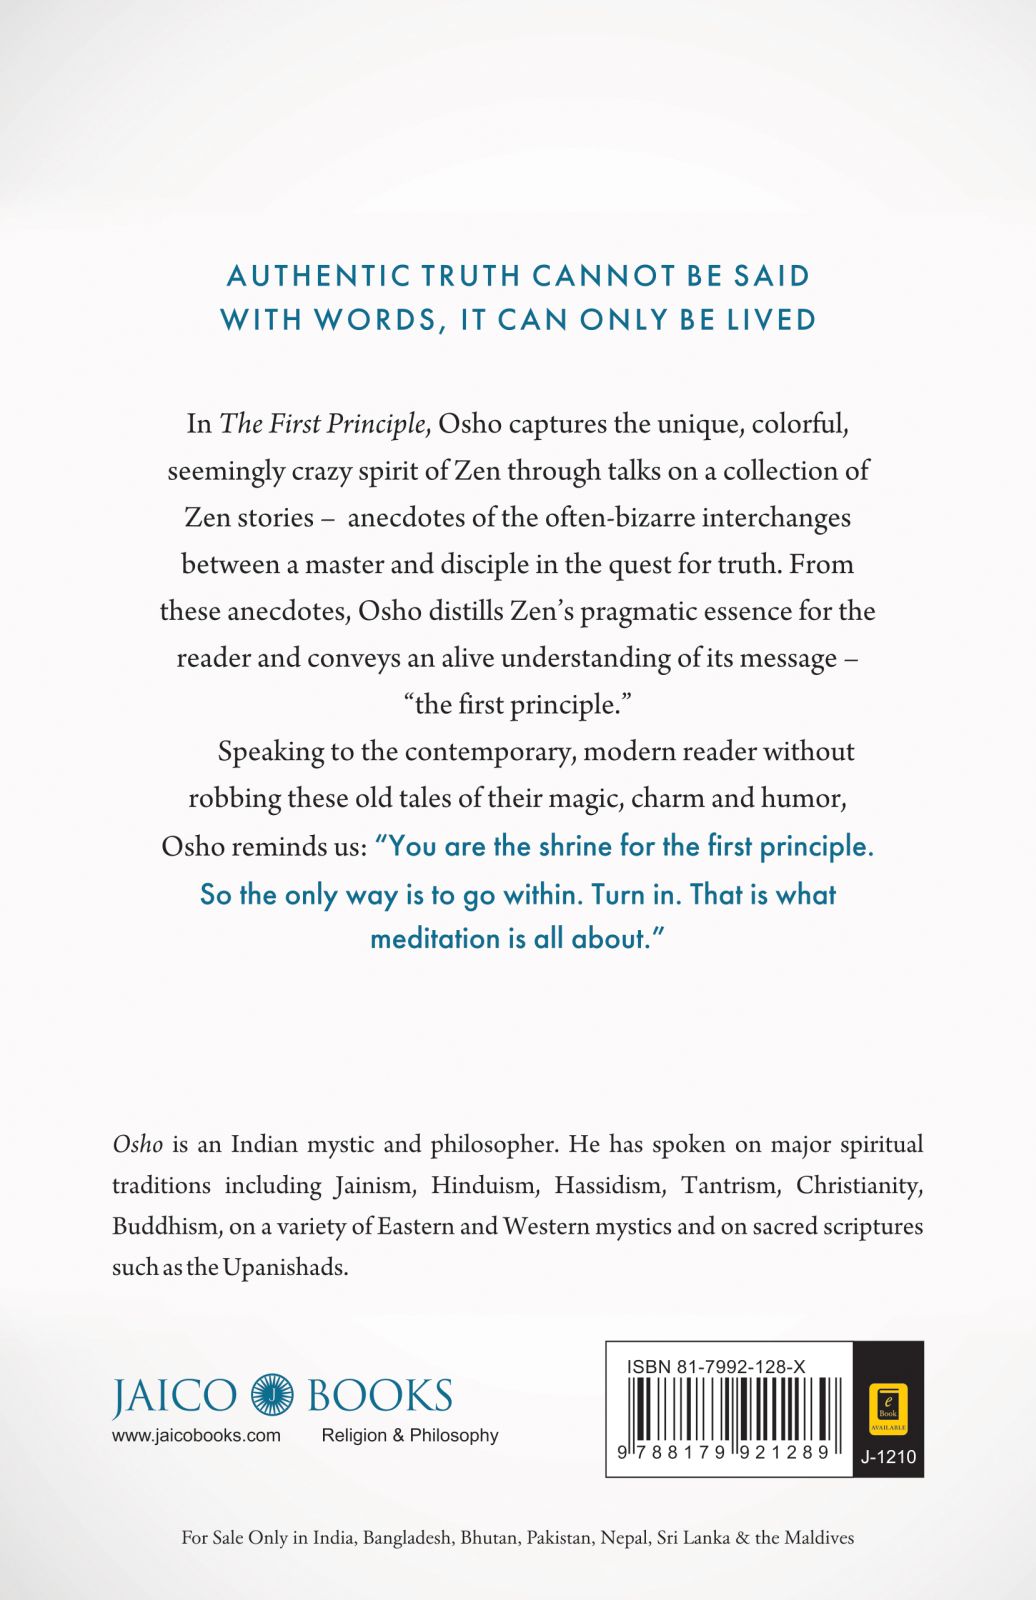 AUTHENTIC TRUTH CANNOT BE SAID
WITH WORDS, IT CAN ONLY BE LIVED
In The First Principle, Osho captures the unique, colorful,
seemingly crazy spirit of Zen through talks on a collection of
Zen stories – anecdotes of the often-bizarre interchanges
between a master and disciple in the quest for truth. From
these anecdotes, Osho distills Zen’s pragmatic essence for the
reader and conveys an alive understanding of its message –
“the first principle.”
Speaking to the contemporary, modern reader without
robbing these old tales of their magic, charm and humor,
Osho reminds us: “You are the shrine for the first principle.
So the only way is to go within. Turn in. That is what
meditation is all about.”
Osho is an Indian mystic and philosopher. He has spoken on major spiritual
traditions including Jainism, Hinduism, Hassidism, Tantrism, Christianity,
Buddhism, on a variety of Eastern and Western mystics and on sacred scriptures
such as the Upanishads.
JAICO J BOOKS
www.jaicobooks.com Religion & Philosophy
ISBN 81-7992-128-X
9 788179 921289
e
Book
AVAILABLE
J-1210
For Sale Only in India, Bangladesh, Bhutan, Pakistan, Nepal, Sri Lanka & the Maldives